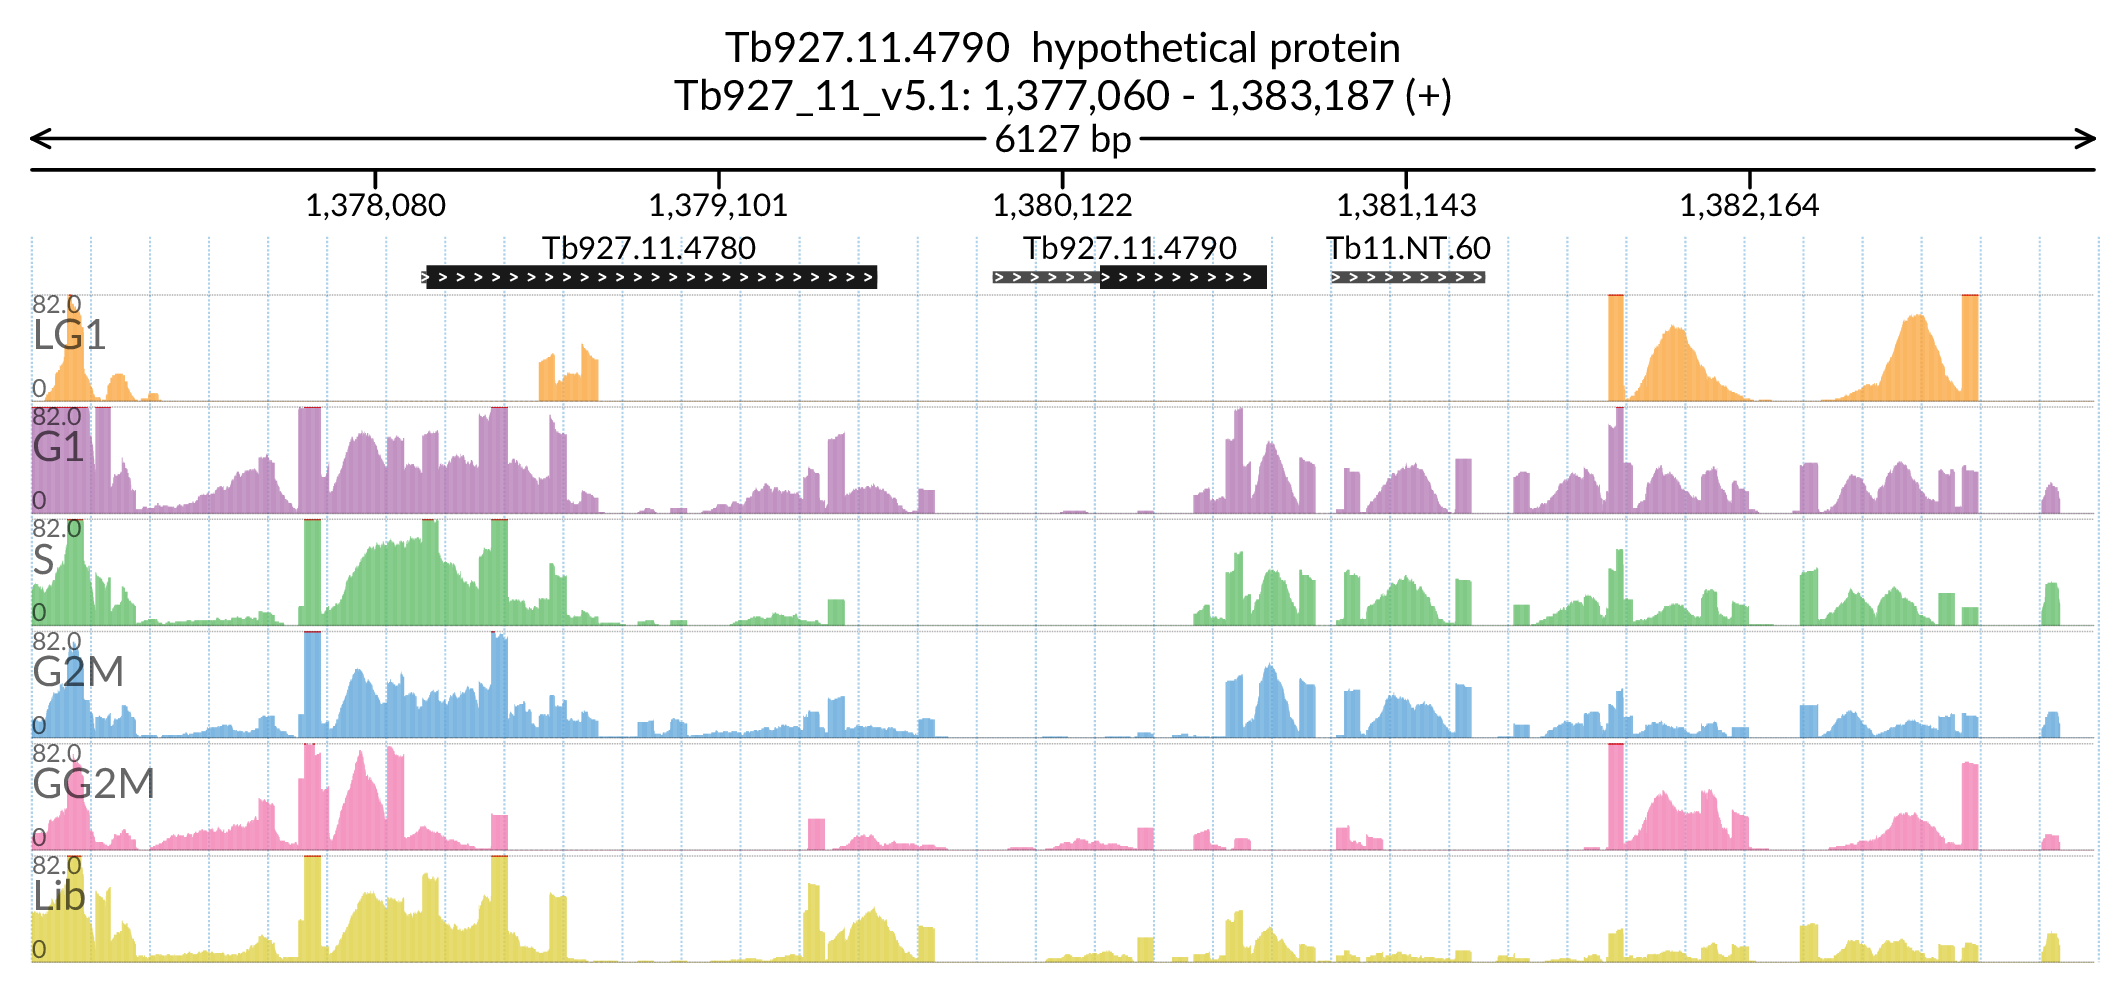 Tb927.11.4790 hypothetical protein
Tb927_11_v5.1: 1,377,060 - 1,383,187 (+)
6127 bp
1,378,080 1,379,101 1,380,122 1,381,143 1,382,164
Tb927.11.4780 Tb927.11.4790 Tb11.NT.60
82.0
LG1
0
82.0
G1
0
82.0
S
0
82.0
G2M
0
82.0
GG2M
0
82.0
Lib
0